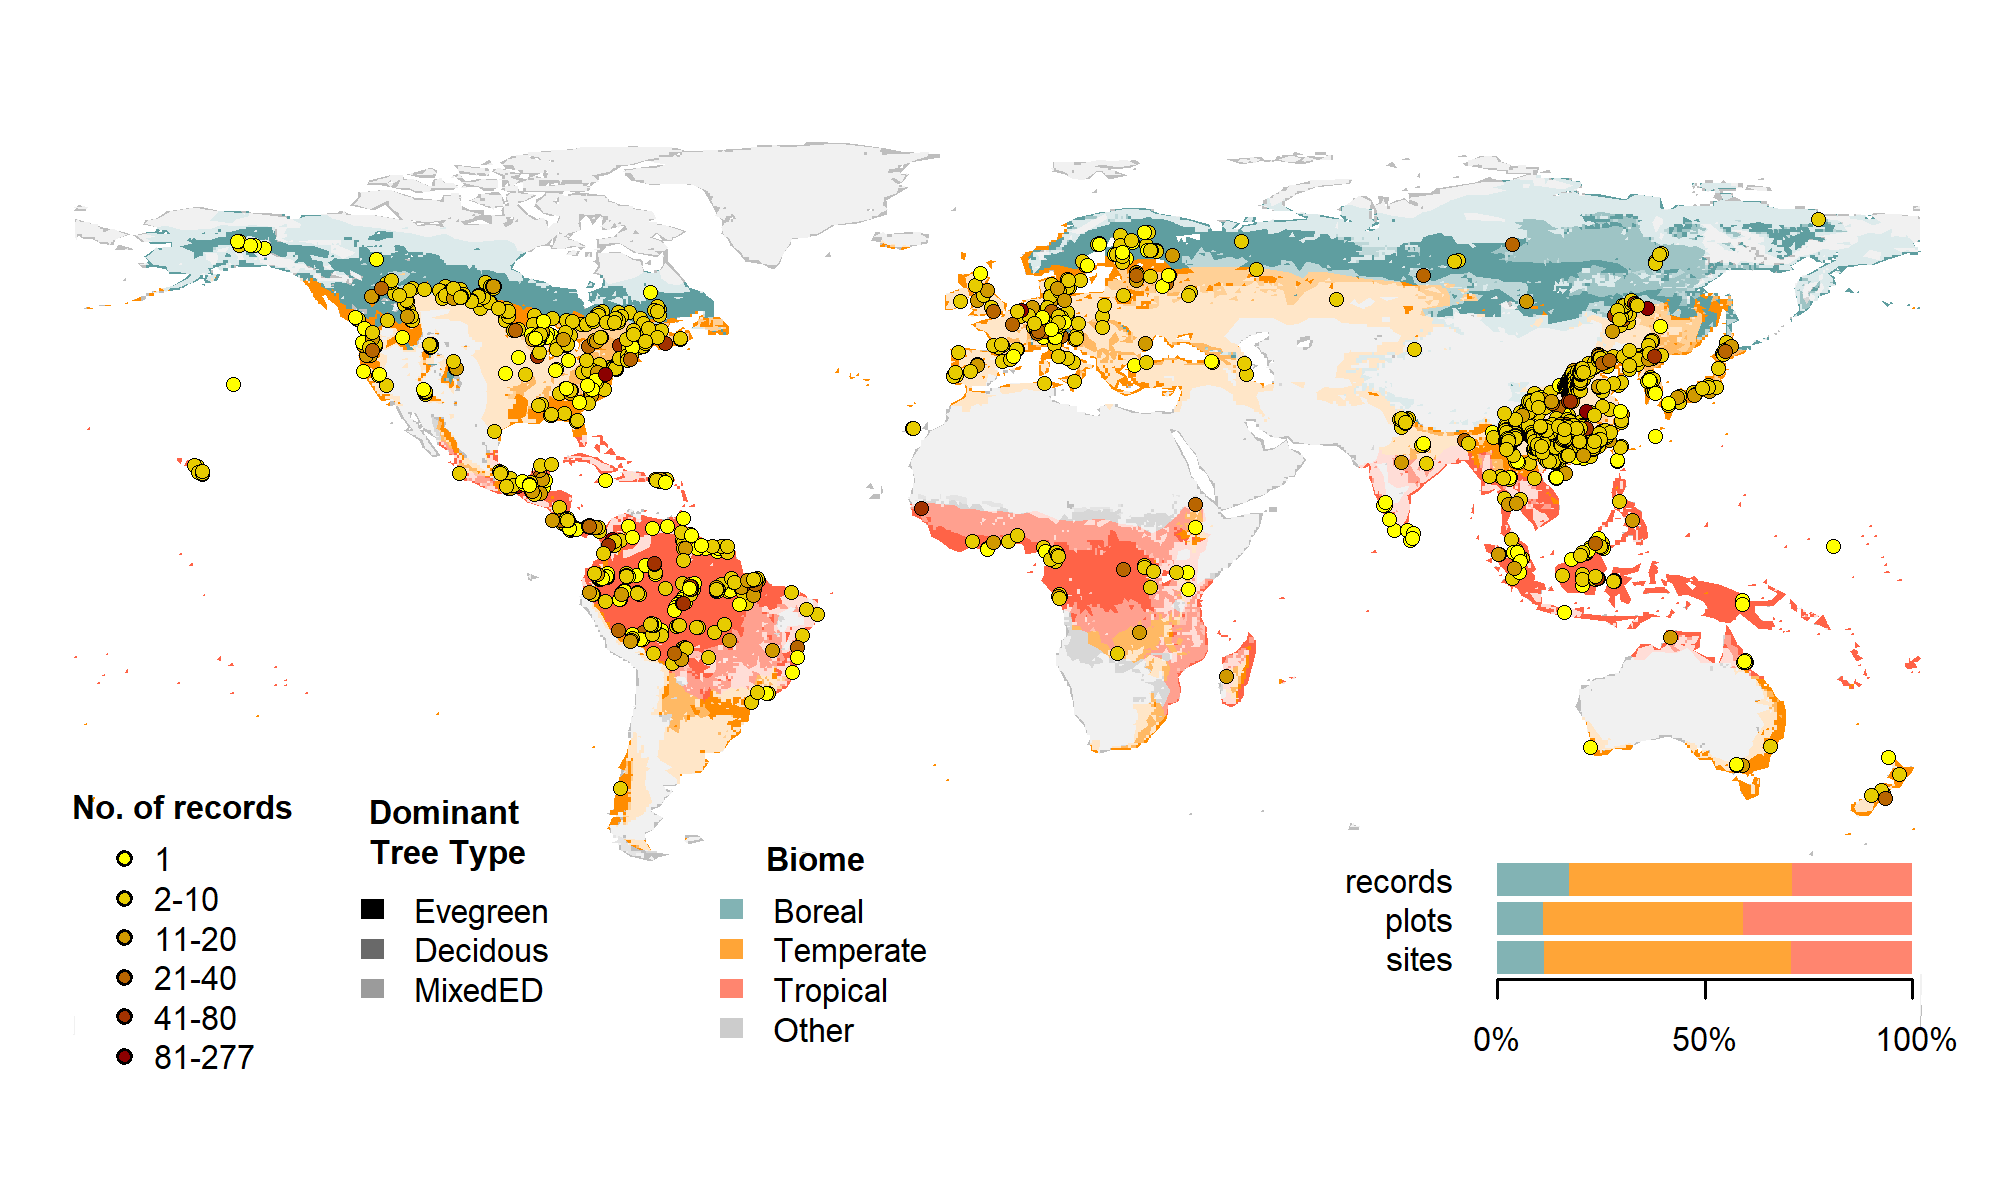 No. of records
1
2-10
11-20
21-40
41-80
81-277
Dominant
Tree Type
Evegreen
Decidous
MixedED
Biome
Boreal
Temperate
Tropical
Other
records
plots
sites
0%
50%
100%